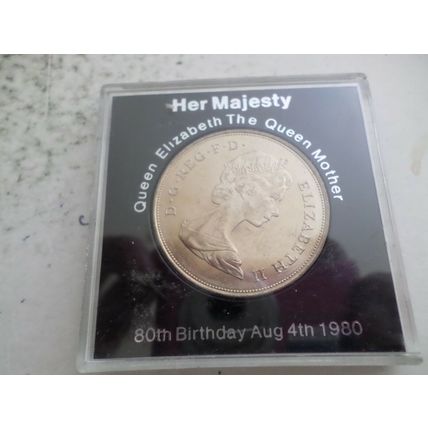 Her Majesty
Queen Elizabeth The Queen Mother
D·G·REG·F·D· ELIZABETH II
80th Birthday Aug 4th 1980